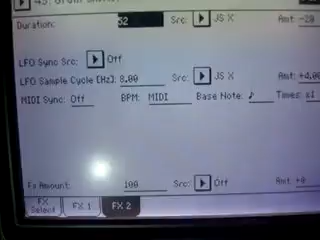 Duration: 52 Src: JS X Amt: -20
LFO Sync Src: Off
LFO Sample Cycle [Hz]: 8.00 Src: JS X Amt: +4.00
MIDI Sync: Off BPM: MIDI Base Note: ♪ Times: x1
Fx Amount: 100 Src: Off Amt: +0
FX Select FX 1 FX 2